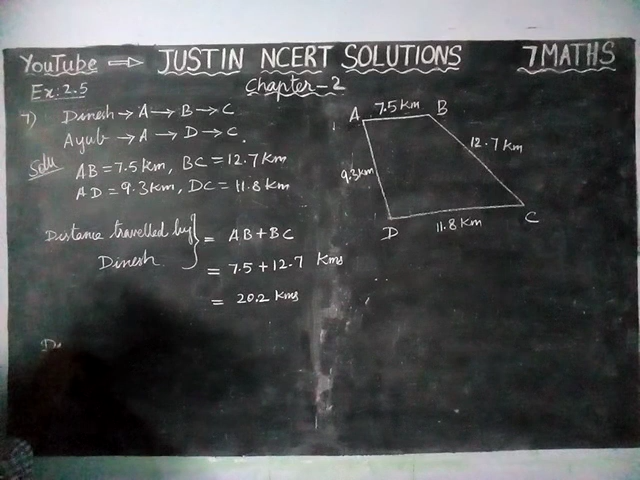 YouTube ⇒ JUSTIN NCERT SOLUTIONS 7 MATHS
Ex: 2.5 Chapter-2
7) Dinesh → A → B → C
Ayub → A → D → C.
Soln
AB = 7.5 km, BC = 12.7 km
AD = 9.3 km, DC = 11.8 km
Distance travelled by
Dinesh } = AB + BC
= 7.5 + 12.7 Kms
= 20.2 kms
D
A 7.5 km B
12.7 km
9.3 km
D 11.8 km C